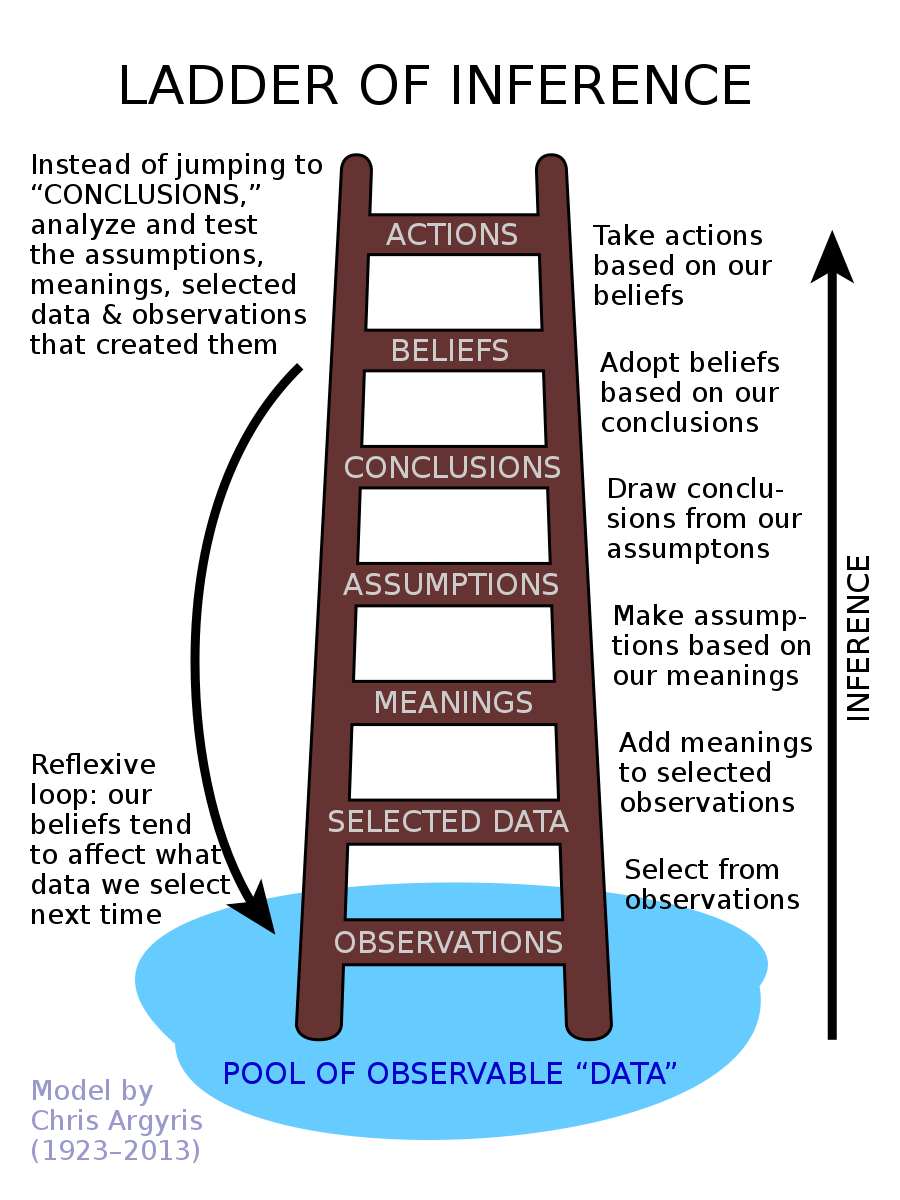 LADDER OF INFERENCE
Instead of jumping to
“CONCLUSIONS,”
analyze and test
the assumptions,
meanings, selected
data & observations
that created them
Reflexive
loop: our
beliefs tend
to affect what
data we select
next time
ACTIONS
BELIEFS
CONCLUSIONS
ASSUMPTIONS
MEANINGS
SELECTED DATA
OBSERVATIONS
Take actions
based on our
beliefs
Adopt beliefs
based on our
conclusions
Draw conclu-
sions from our
assumptons
Make assump-
tions based on
our meanings
Add meanings
to selected
observations
Select from
observations
INFERENCE
POOL OF OBSERVABLE “DATA”
Model by
Chris Argyris
(1923–2013)